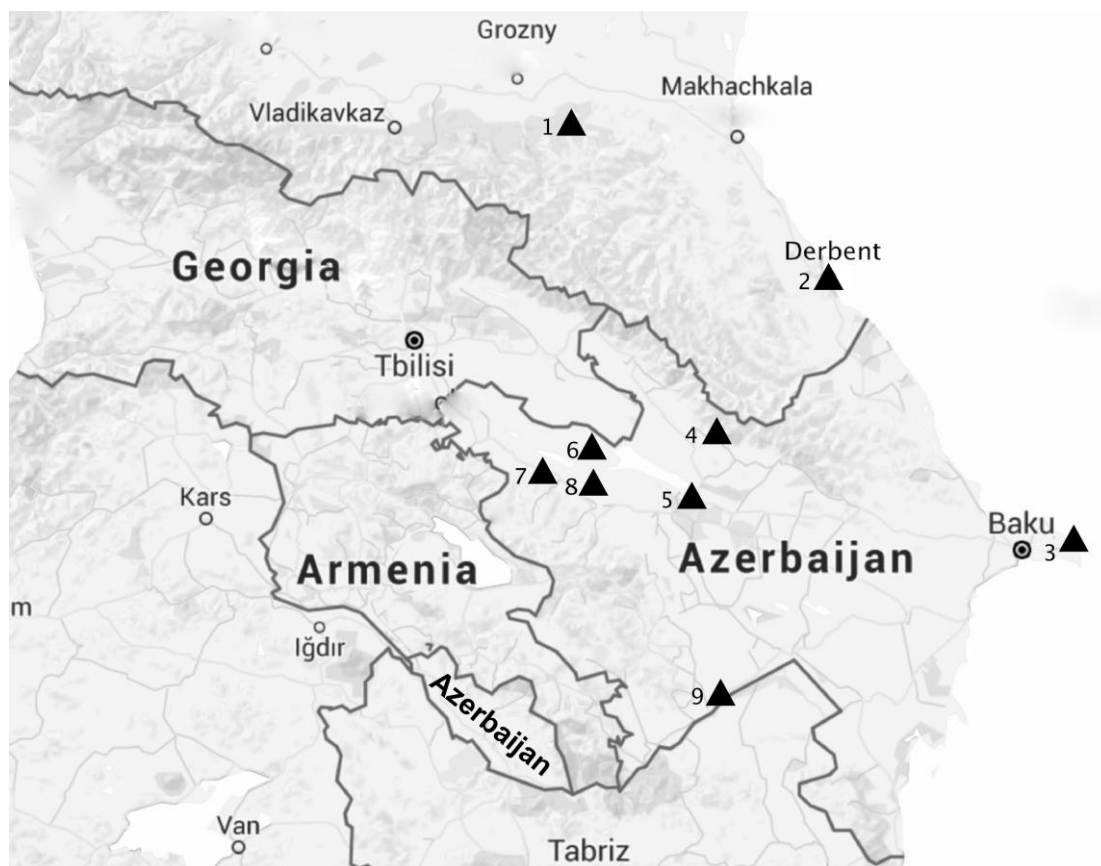 Grozny
Makhachkala
Vladikavkaz
1
Derbent
2
Georgia
Tbilisi
4
6
7
8
5
Kars
Baku
3
Armenia
Azerbaijan
m
Iğdır
Azerbaijan
9
Van
Tabriz